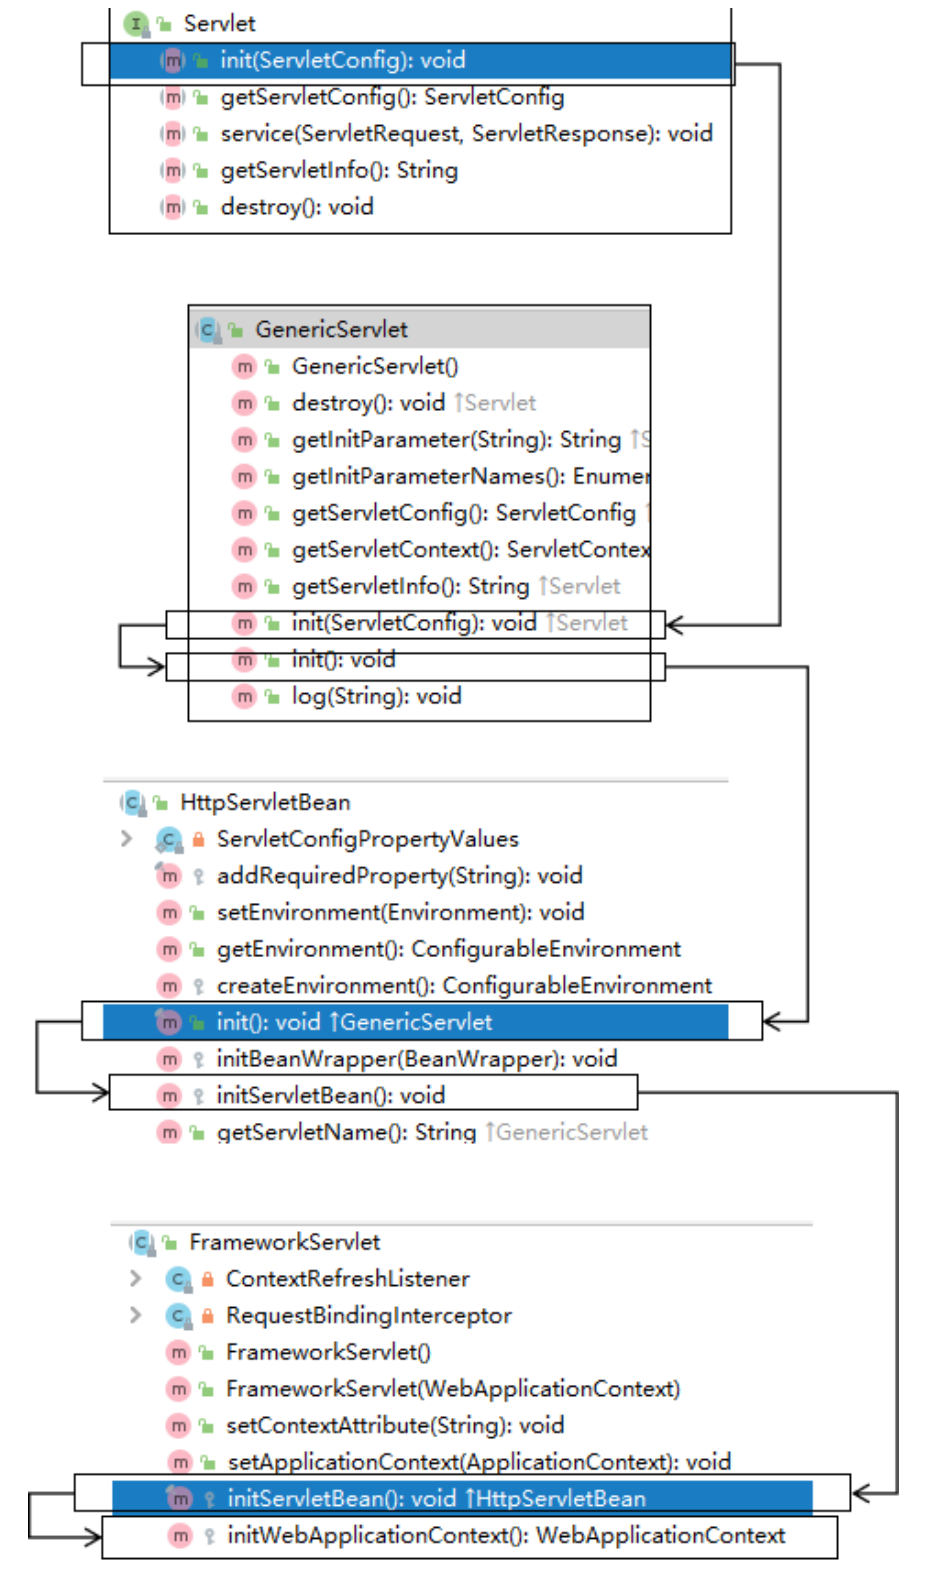 Servlet
init(ServletConfig): void
getServletConfig(): ServletConfig
service(ServletRequest, ServletResponse): void
getServletInfo(): String
destroy(): void
GenericServlet
GenericServlet()
destroy(): void ↑Servlet
getInitParameter(String): String ↑S
getInitParameterNames(): Enumer
getServletConfig(): ServletConfig ↑
getServletContext(): ServletContex
getServletInfo(): String ↑Servlet
init(ServletConfig): void ↑Servlet
init(): void
log(String): void
HttpServletBean
ServletConfigPropertyValues
addRequiredProperty(String): void
setEnvironment(Environment): void
getEnvironment(): ConfigurableEnvironment
createEnvironment(): ConfigurableEnvironment
init(): void ↑GenericServlet
initBeanWrapper(BeanWrapper): void
initServletBean(): void
getServletName(): String ↑GenericServlet
FrameworkServlet
ContextRefreshListener
RequestBindingInterceptor
FrameworkServlet()
FrameworkServlet(WebApplicationContext)
setContextAttribute(String): void
setApplicationContext(ApplicationContext): void
initServletBean(): void ↑HttpServletBean
initWebApplicationContext(): WebApplicationContext